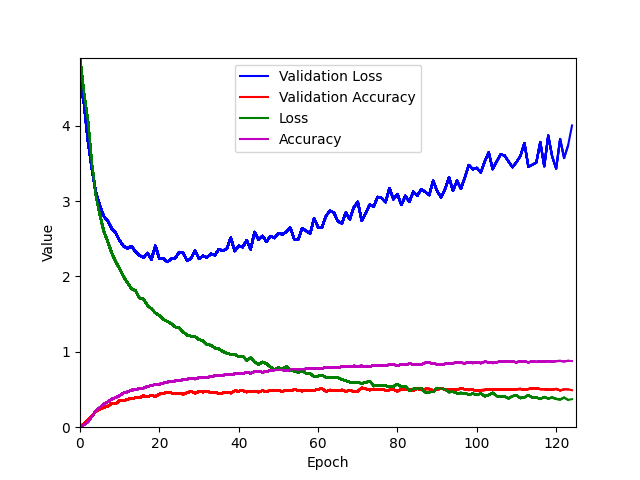 Validation Loss
Validation Accuracy
Loss
Accuracy
4
3
2
1
0
Value
0 20 40 60 80 100 120
Epoch